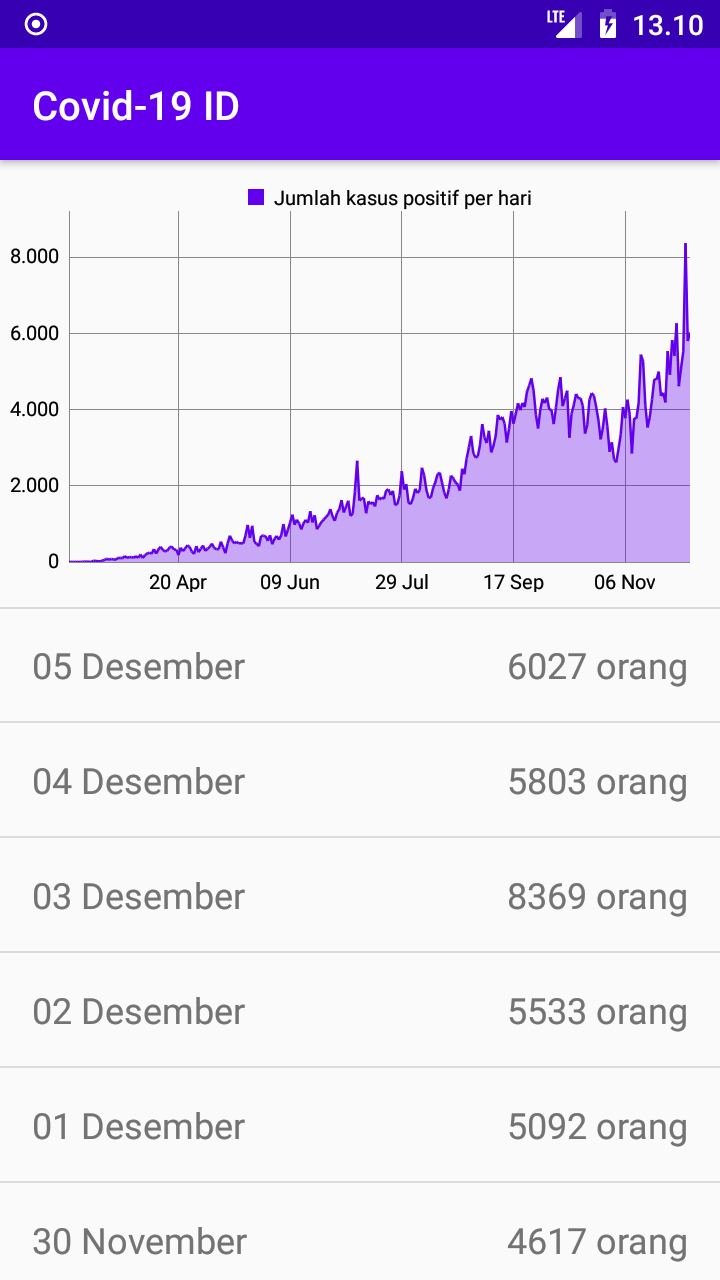 LTE 13.10
Covid-19 ID
Jumlah kasus positif per hari
8.000
6.000
4.000
2.000
0
20 Apr 09 Jun 29 Jul 17 Sep 06 Nov
05 Desember 6027 orang
04 Desember 5803 orang
03 Desember 8369 orang
02 Desember 5533 orang
01 Desember 5092 orang
30 November 4617 orang